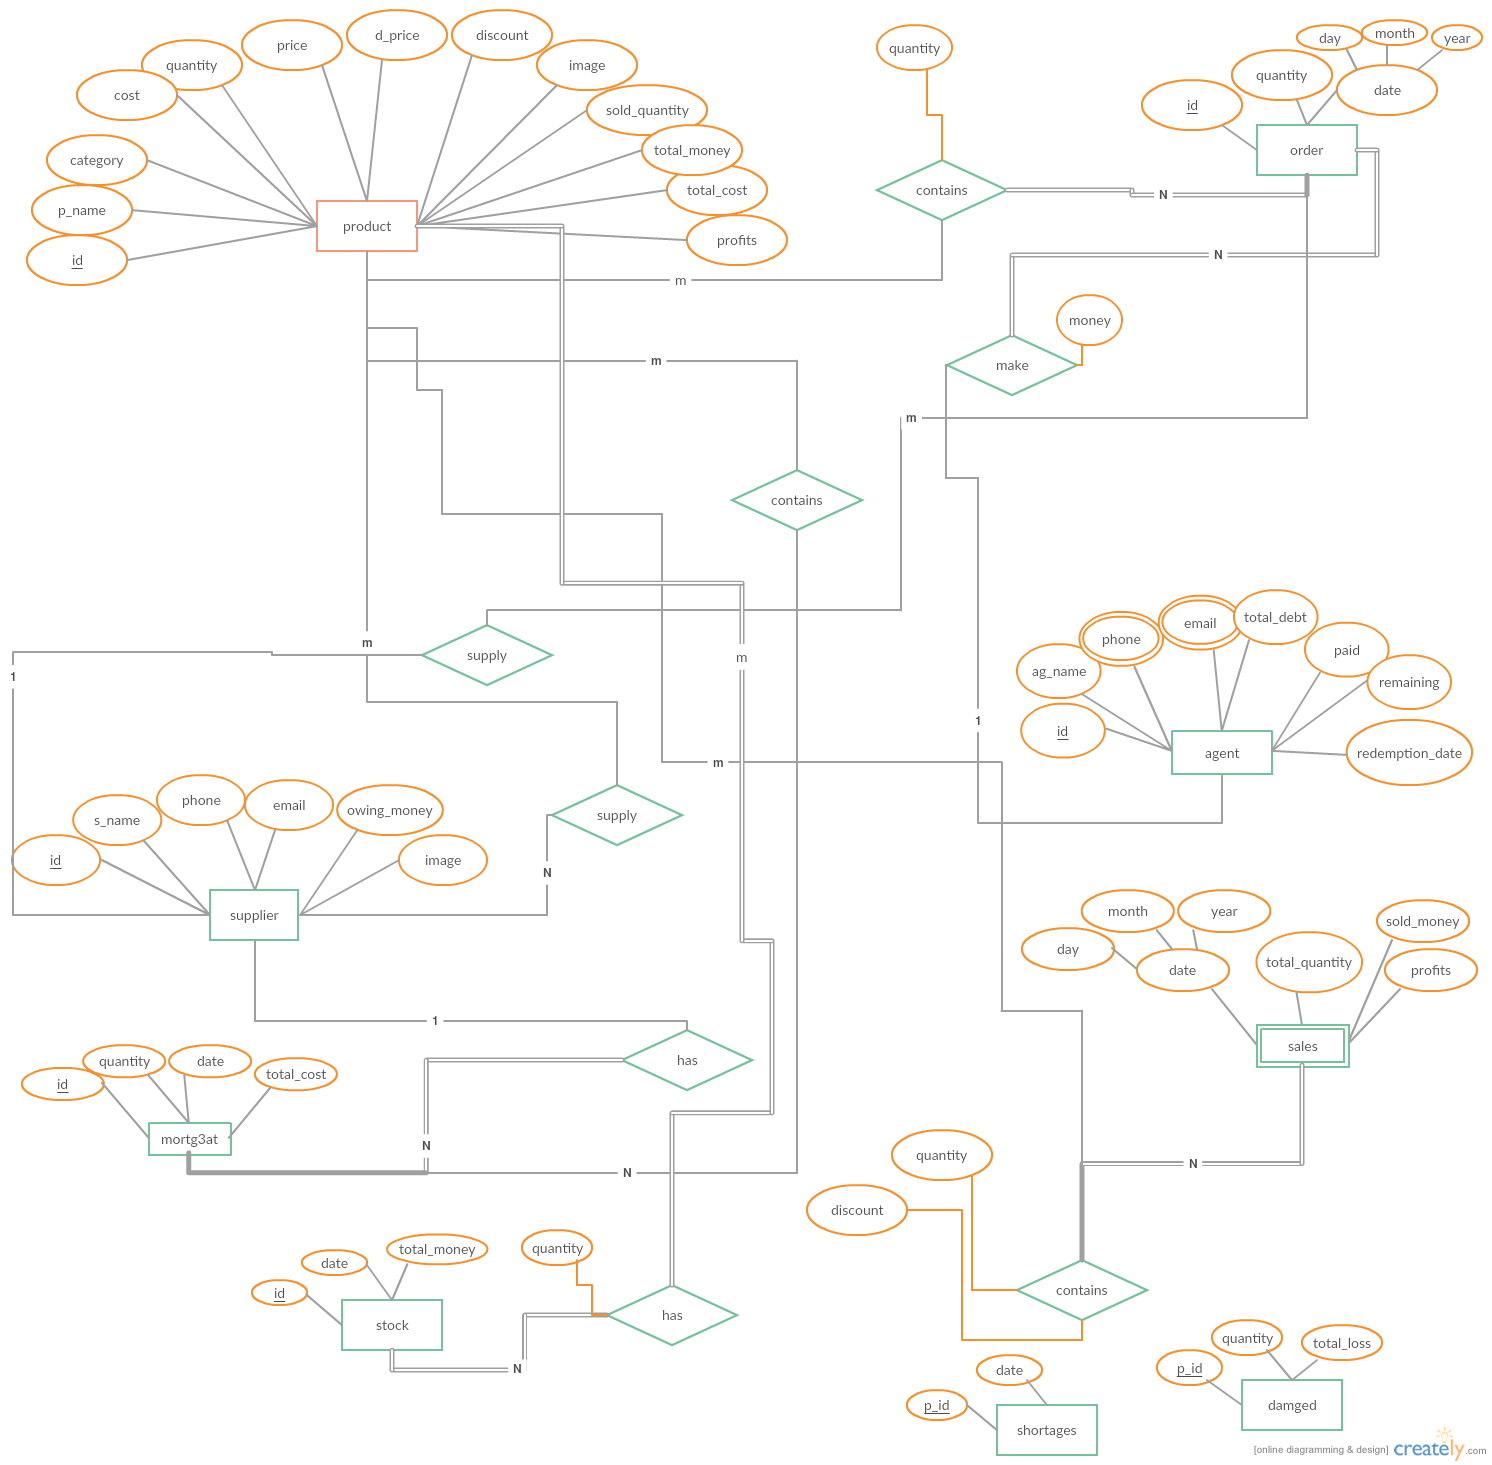 price
d_price
discount
quantity
image
cost
sold_quantity
category
total_money
total_cost
p_name
product
profits
id
quantity
contains
N
m
day
month
year
quantity
date
id
order
N
money
make
m
m
contains
m
supply
1
m
m
N
supply
phone
email
total_debt
ag_name
paid
remaining
id
agent
redemption_date
1
phone
email
owing_money
s_name
id
image
supplier
1
has
quantity
date
total_cost
id
mortg3at
N
N
month
year
sold_money
day
date
total_quantity
profits
sales
N
quantity
discount
contains
date
total_money
quantity
id
stock
has
N
date
p_id
shortages
quantity
total_loss
p_id
damged
[online diagramming & design] creately.com